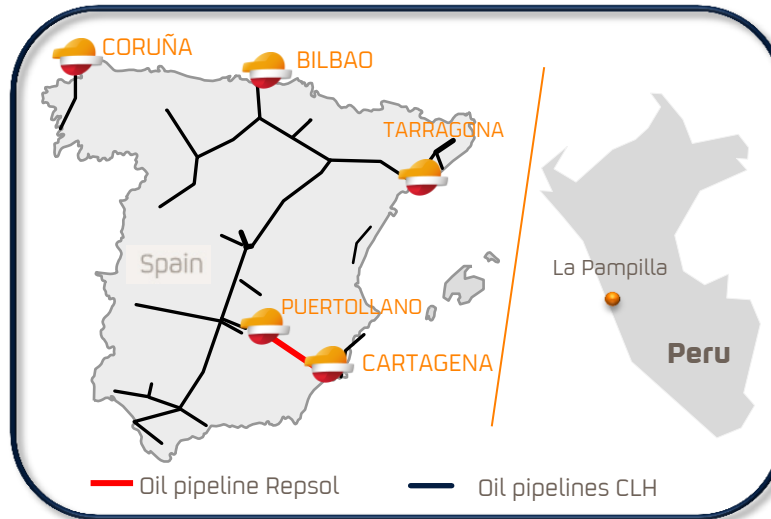 CORUÑA
BILBAO
TARRAGONA
Spain
La Pampilla
PUERTOLLANO
Peru
CARTAGENA
Oil pipeline Repsol
Oil pipelines CLH